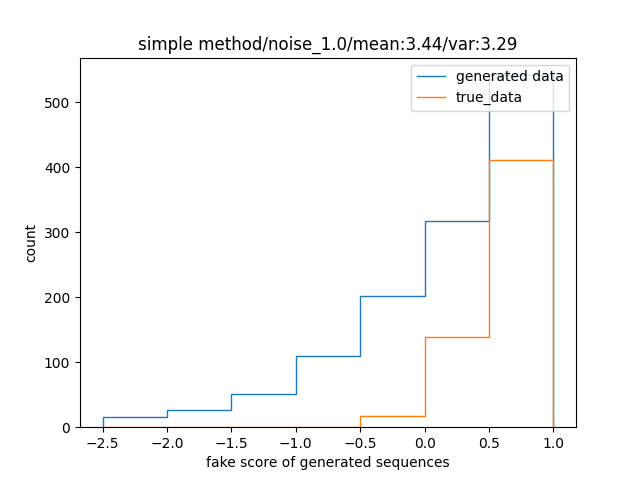 simple method/noise_1.0/mean:3.44/var:3.29
generated data
true_data
500
400
300
200
100
0
count
−2.5 −2.0 −1.5 −1.0 −0.5 0.0 0.5 1.0
fake score of generated sequences